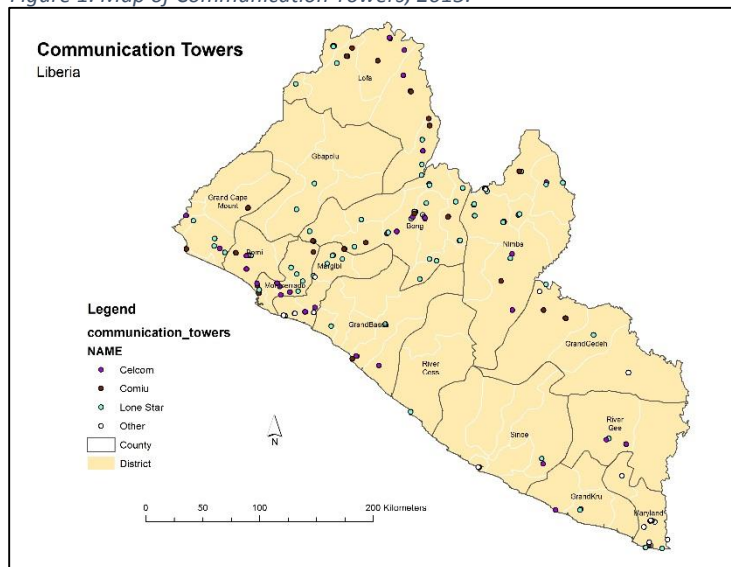 Figure 1: Map of Communication Towers, 2013.
Communication Towers
Liberia
Lofa
Gbapolu
Grand Cape
Mount
Bong
Bomi
Nimba
Margibi
Montserrado
GrandBassa
River
Cess
GrandGedeh
River
Gee
Sinoe
GrandKru
Maryland
Legend
communication_towers
NAME
Celcom
Comiu
Lone Star
Other
County
District
N
0 50 100 200 Kilometers